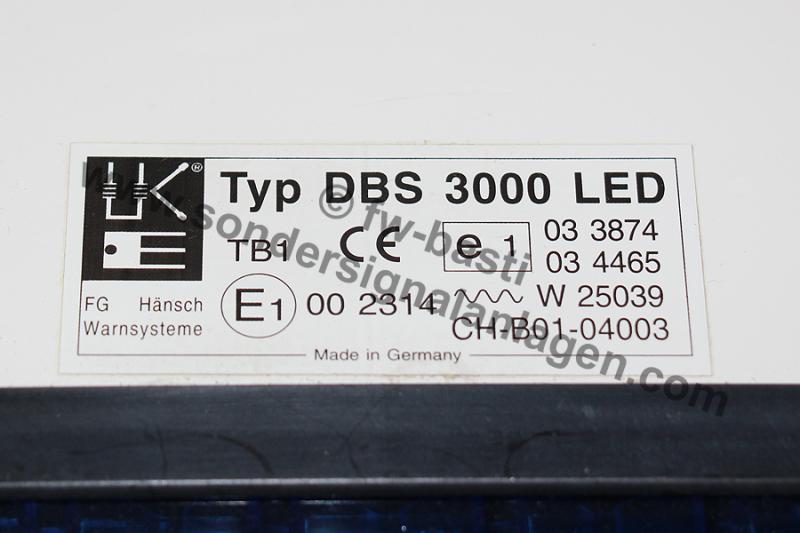 Typ DBS 3000 LED
TB1 CE e 1 03 3874
03 4465
FG Hänsch
Warnsysteme
E1 00 2314 W 25039
CH-B01-04003
Made in Germany
© fw-basti
www.sondersignalanlagen.com